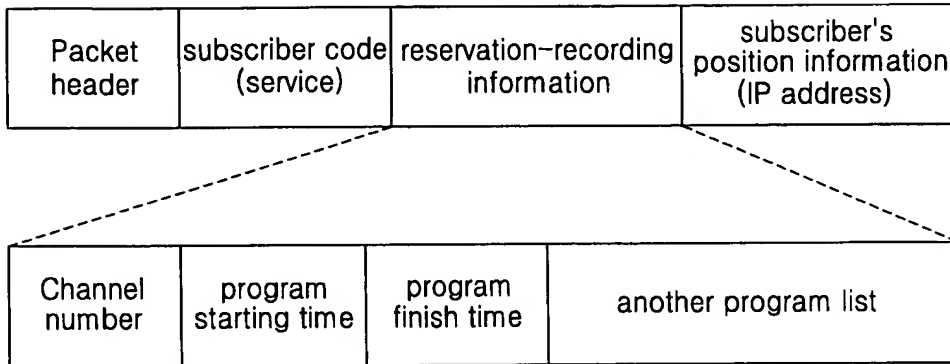 Packet
header
subscriber code
(service)
reservation-recording
information
subscriber's
position information
(IP address)
Channel
number
program
starting time
program
finish time
another program list